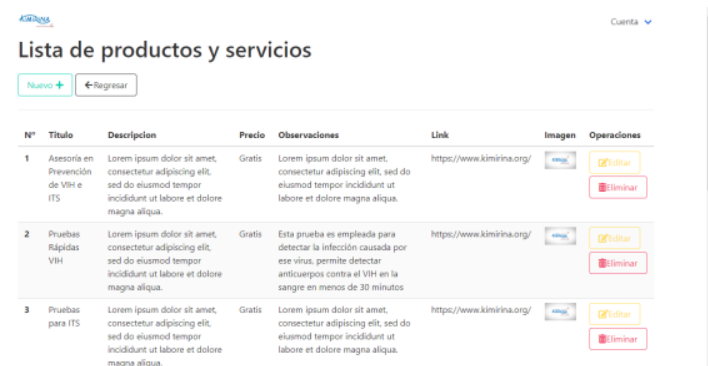 KIMIRINA
Cuenta
Lista de productos y servicios
Nuevo + ←Regresar
N° Titulo Descripcion Precio Observaciones Link Imagen Operaciones
1 Asesoría en Lorem ipsum dolor sit amet, Gratis Lorem ipsum dolor sit amet, https://www.kimirina.org/ Editar
Prevención consectetur adipiscing elit, consectetur adipiscing elit, sed do
de VIH e sed do eiusmod tempor eiusmod tempor incididunt ut Eliminar
ITS incididunt ut labore et dolore labore et dolore magna aliqua.
magna aliqua.
2 Pruebas Lorem ipsum dolor sit amet, Gratis Esta prueba es empleada para https://www.kimirina.org/ Editar
Rápidas consectetur adipiscing elit, detectar la infección causada por
VIH sed do eiusmod tempor ese virus, permite detectar Eliminar
incididunt ut labore et dolore anticuerpos contra el VIH en la
magna aliqua. sangre en menos de 30 minutos
3 Pruebas Lorem ipsum dolor sit amet, Gratis Lorem ipsum dolor sit amet, https://www.kimirina.org/ Editar
para ITS consectetur adipiscing elit, consectetur adipiscing elit, sed do
sed do eiusmod tempor eiusmod tempor incididunt ut Eliminar
incididunt ut labore et dolore labore et dolore magna aliqua.
magna aliqua.